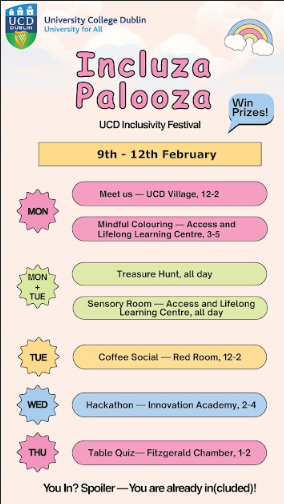 UCD
DUBLIN
University College Dublin
University for All
Incluza
Palooza
Win
Prizes!
UCD Inclusivity Festival
9th - 12th February
MON
Meet us — UCD Village, 12-2
Mindful Colouring — Access and
Lifelong Learning Centre, 3-5
MON
+
TUE
Treasure Hunt, all day
Sensory Room — Access and Lifelong
Learning Centre, all day
TUE
Coffee Social — Red Room, 12-2
WED
Hackathon — Innovation Academy, 2-4
THU
Table Quiz— Fitzgerald Chamber, 1-2
You In? Spoiler — You are already in(cluded)!